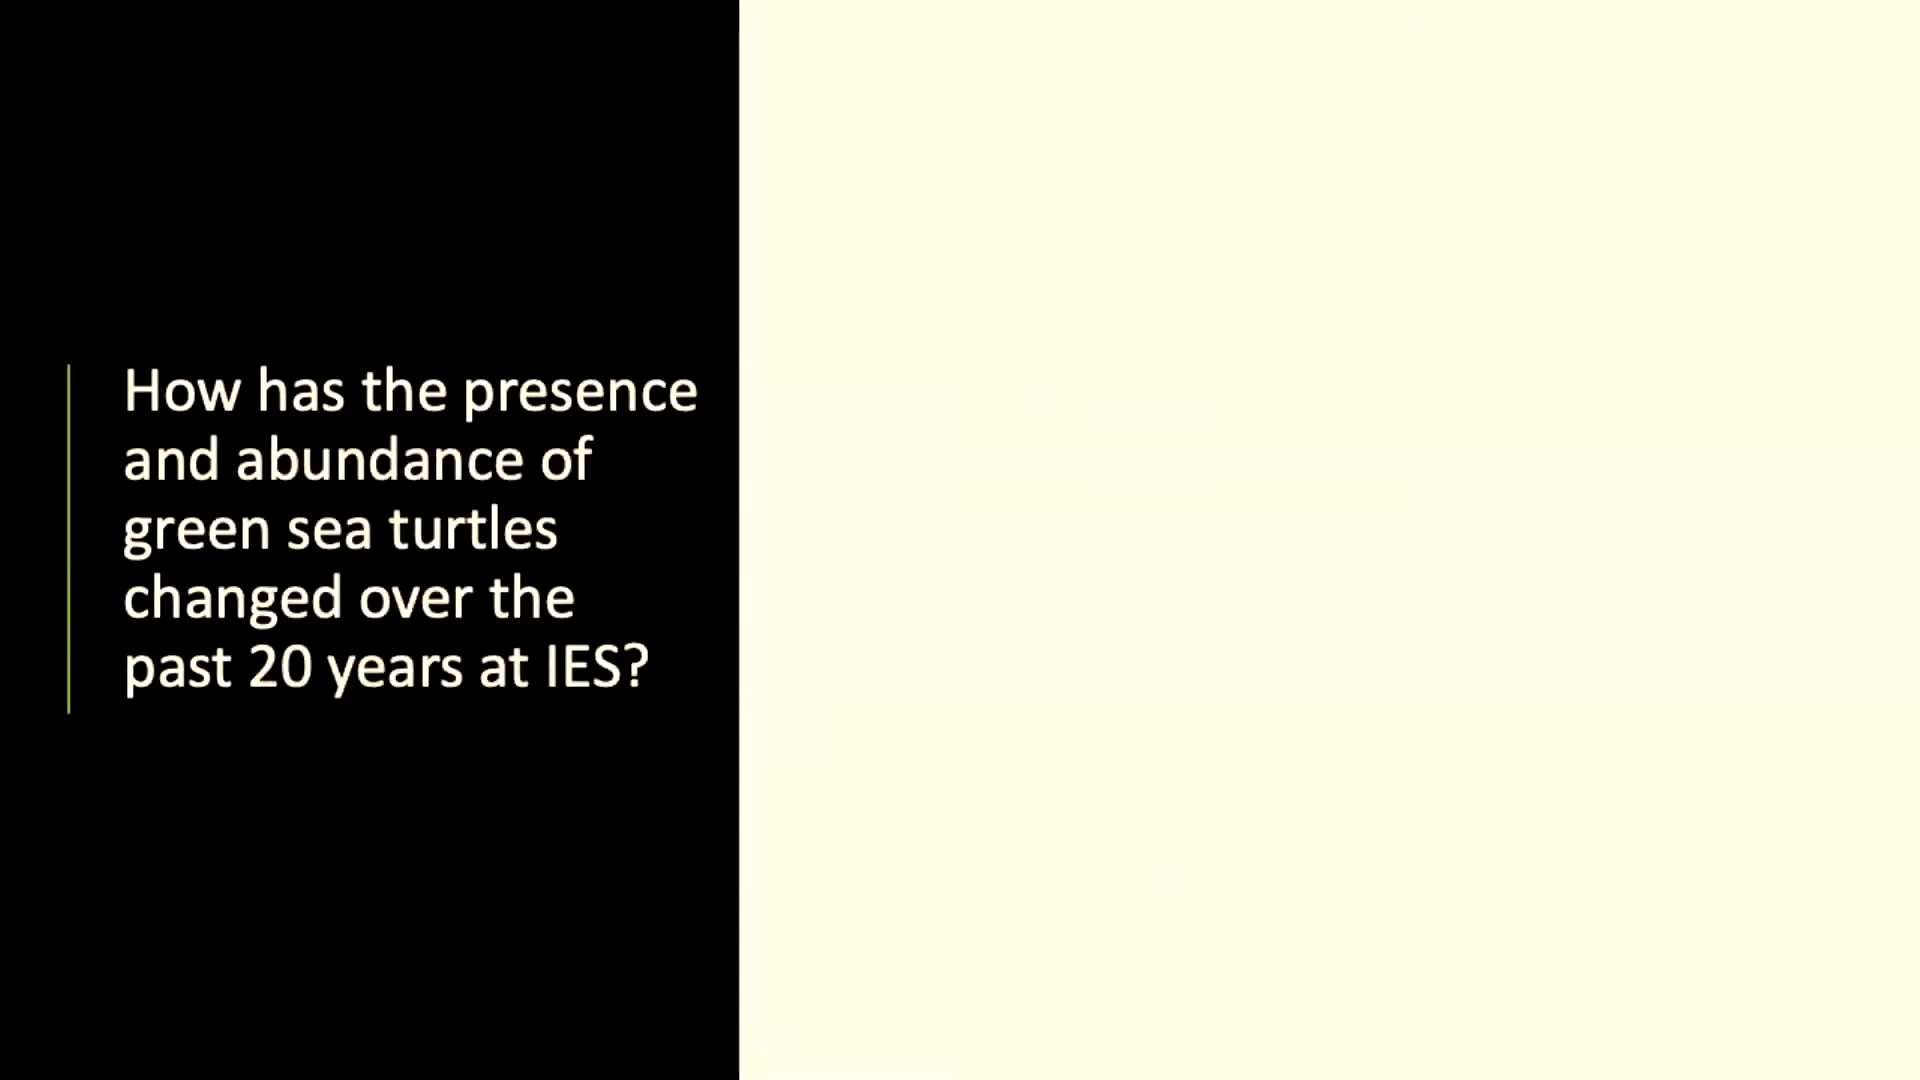 How has the presence
and abundance of
green sea turtles
changed over the
past 20 years at IES?